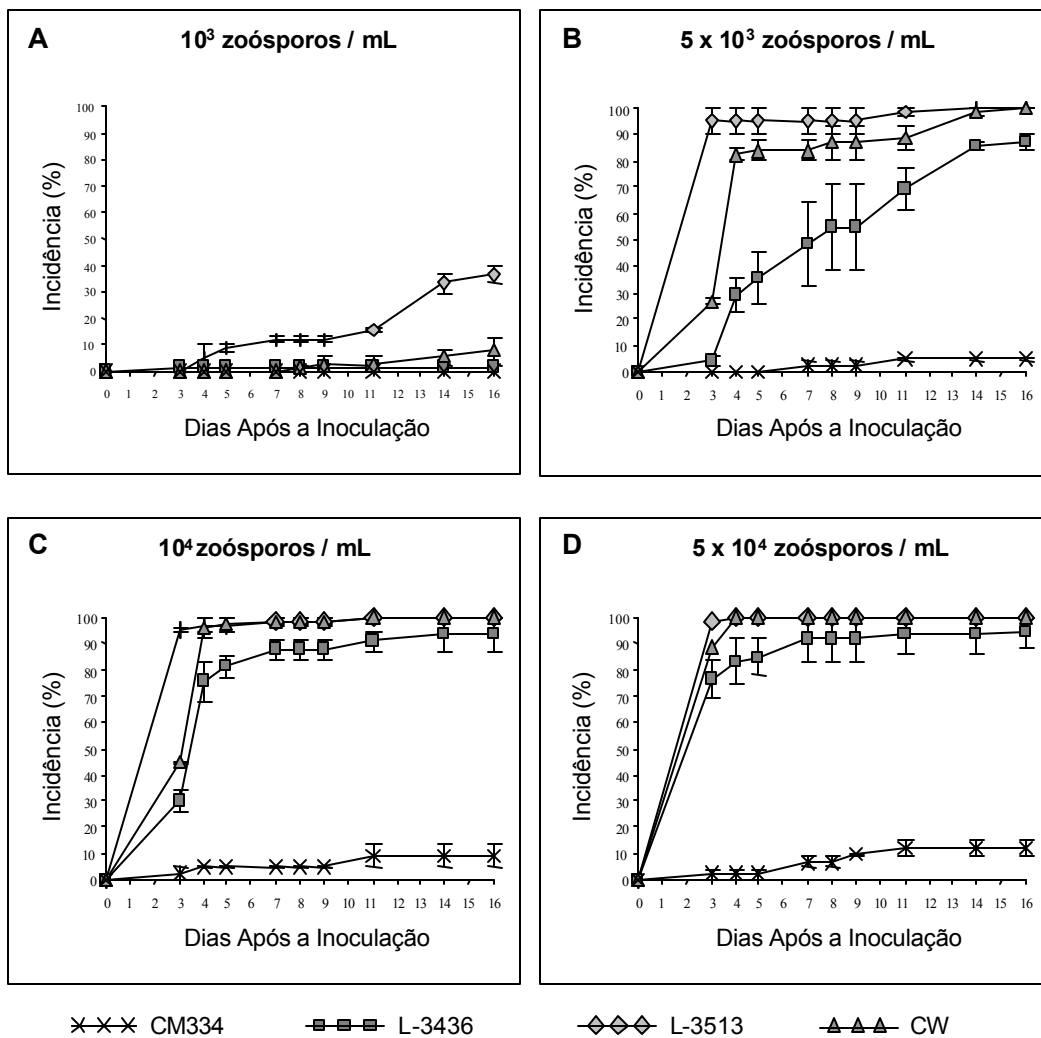 A
10³ zoósporos / mL
Incidência (%)
100
90
80
70
60
50
40
30
20
10
0
0 1 2 3 4 5 6 7 8 9 10 11 12 13 14 15 16
Dias Após a Inoculação
B
5 x 10³ zoósporos / mL
Incidência (%)
100
90
80
70
60
50
40
30
20
10
0
0 1 2 3 4 5 6 7 8 9 10 11 12 13 14 15 16
Dias Após a Inoculação
C
10⁴ zoósporos / mL
Incidência (%)
100
90
80
70
60
50
40
30
20
10
0
0 1 2 3 4 5 6 7 8 9 10 11 12 13 14 15 16
Dias Após a Inoculação
D
5 x 10⁴ zoósporos / mL
Incidência (%)
100
90
80
70
60
50
40
30
20
10
0
0 1 2 3 4 5 6 7 8 9 10 11 12 13 14 15 16
Dias Após a Inoculação
CM334 L-3436 L-3513 CW